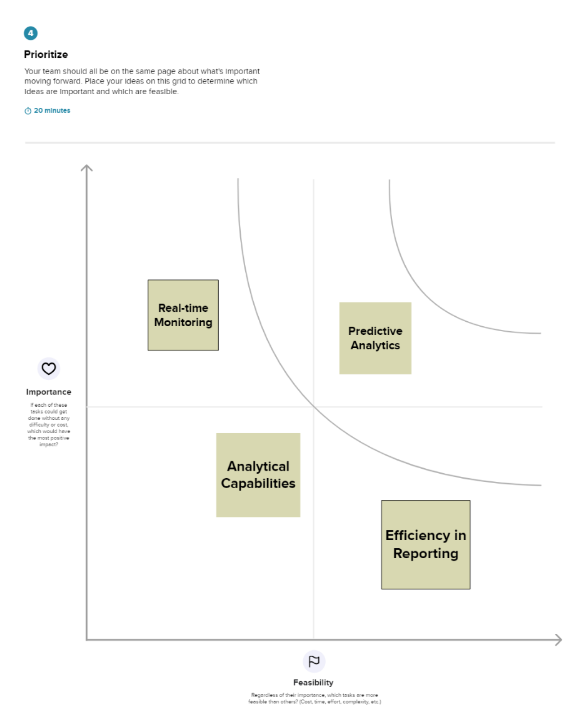 4
Prioritize
Your team should all be on the same page about what's important
moving forward. Place your ideas on this grid to determine which
ideas are important and which are feasible.
20 minutes
Real-time
Monitoring
Predictive
Analytics
Importance
If each of these
tasks could get
done without any
difficulty or cost,
which would have
the most positive
impact?
Analytical
Capabilities
Efficiency in
Reporting
Feasibility
Regardless of their importance, which tasks are more
feasible than others? (Cost, time, effort, complexity, etc.)